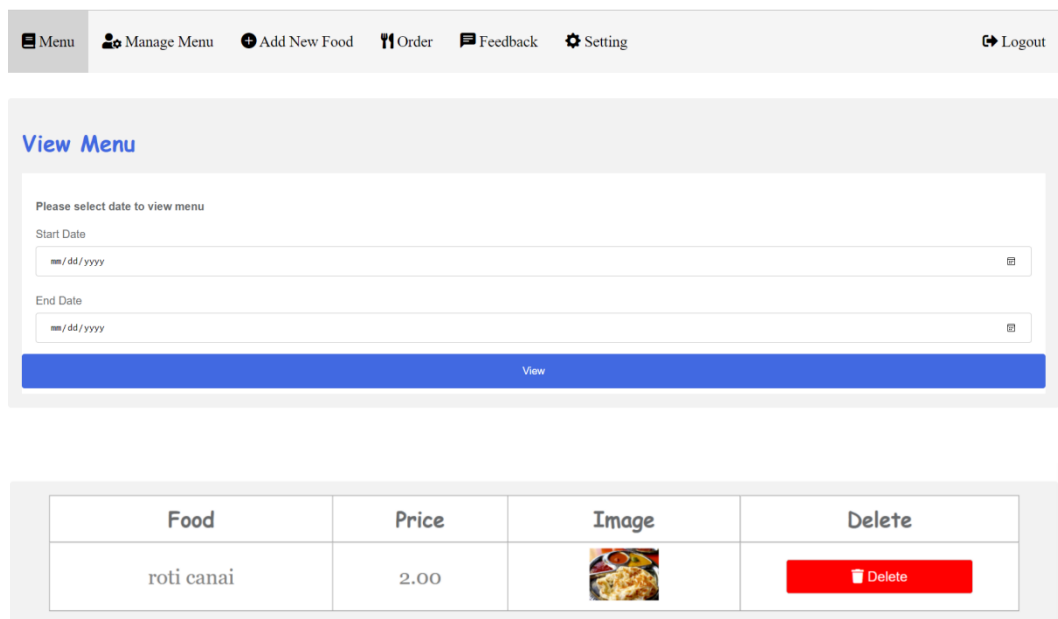 Menu Manage Menu Add New Food Order Feedback Setting Logout
View Menu
Please select date to view menu
Start Date
mm/dd/yyyy
End Date
mm/dd/yyyy
View
Food Price Image Delete
roti canai 2.00 Delete